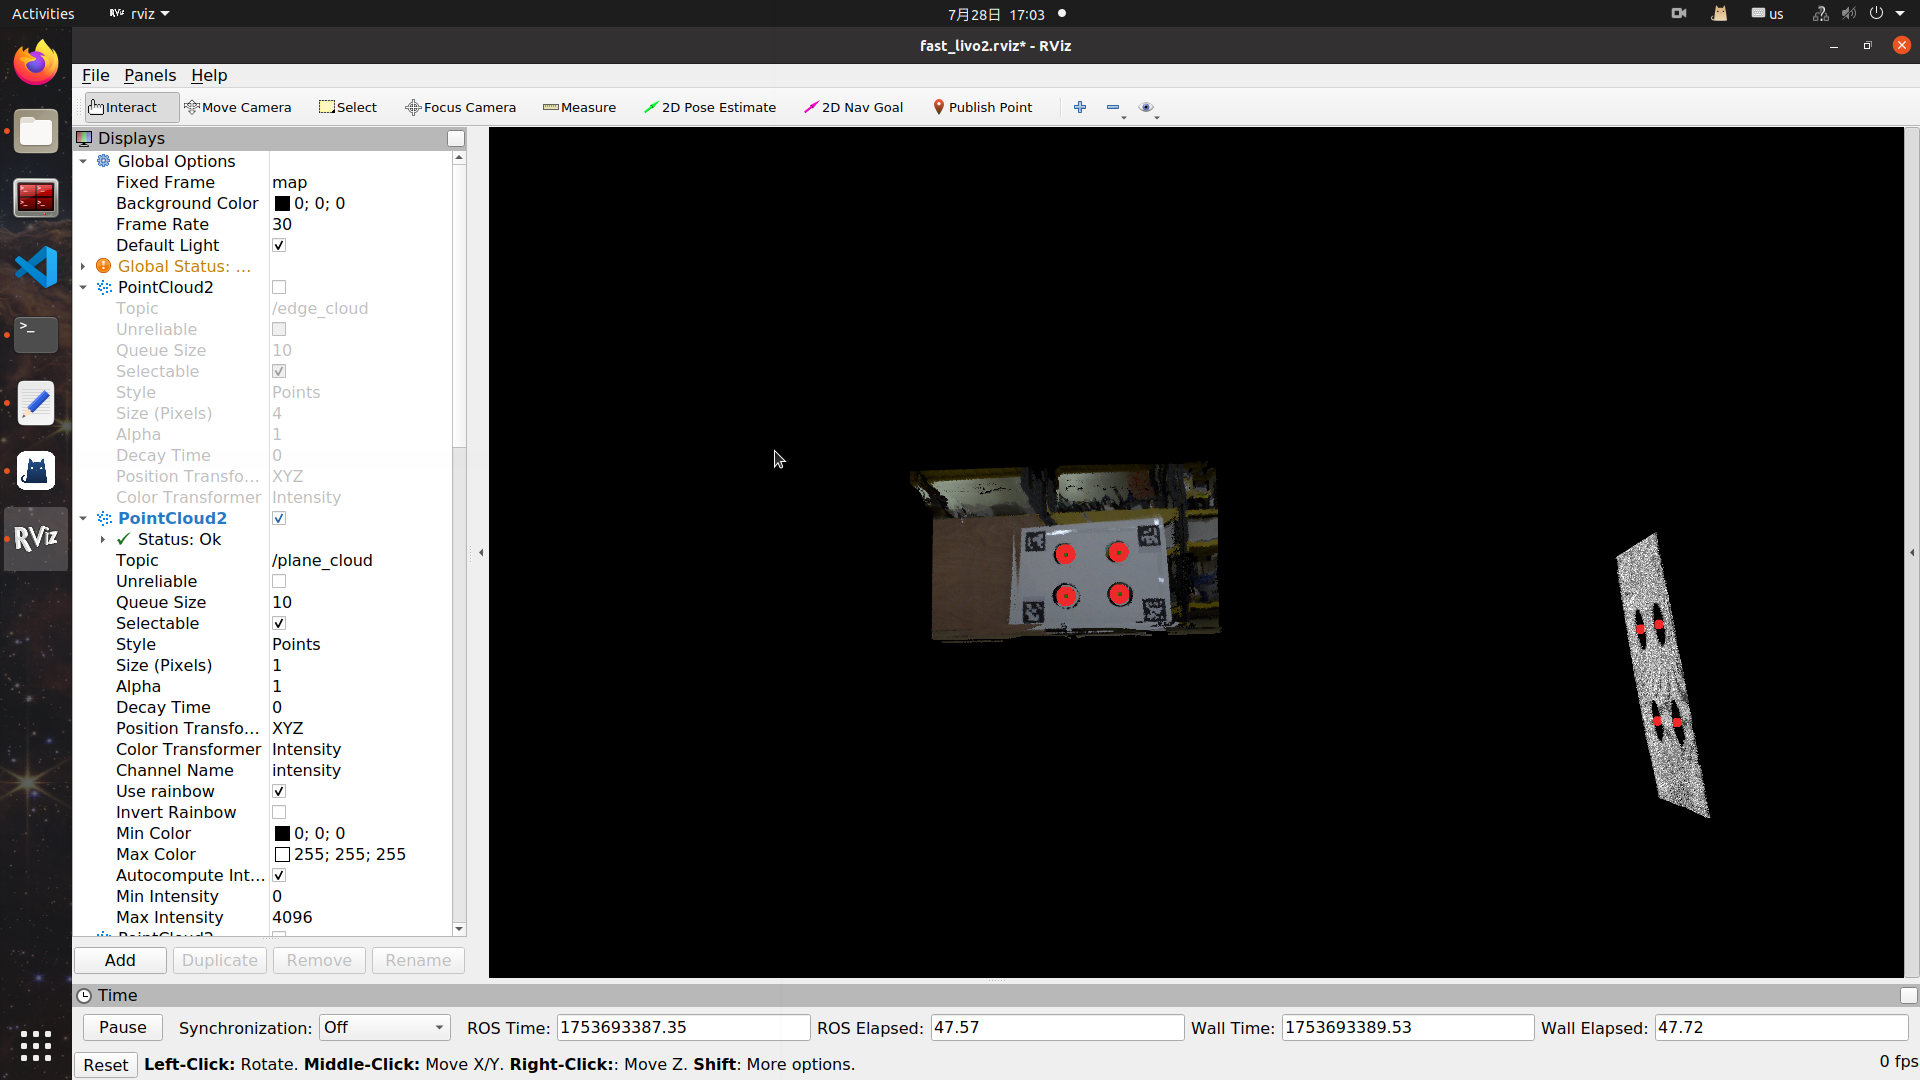 Activities
rviz
7月28日 17:03
us
fast_livo2.rviz* - RViz
File Panels Help
Interact Move Camera Select Focus Camera Measure 2D Pose Estimate 2D Nav Goal Publish Point
Displays
Global Options
Fixed Frame map
Background Color 0; 0; 0
Frame Rate 30
Default Light
Global Status: ...
PointCloud2
Topic /edge_cloud
Unreliable
Queue Size 10
Selectable
Style Points
Size (Pixels) 4
Alpha 1
Decay Time 0
Position Transfo... XYZ
Color Transformer Intensity
PointCloud2
Status: Ok
Topic /plane_cloud
Unreliable
Queue Size 10
Selectable
Style Points
Size (Pixels) 1
Alpha 1
Decay Time 0
Position Transfo... XYZ
Color Transformer Intensity
Channel Name intensity
Use rainbow
Invert Rainbow
Min Color 0; 0; 0
Max Color 255; 255; 255
Autocompute Int...
Min Intensity 0
Max Intensity 4096
PointCloud2
Add Duplicate Remove Rename
Time
Pause Synchronization: Off ROS Time: 1753693387.35 ROS Elapsed: 47.57 Wall Time: 1753693389.53 Wall Elapsed: 47.72
Reset Left-Click: Rotate. Middle-Click: Move X/Y. Right-Click:: Move Z. Shift: More options. 0 fps
RViz